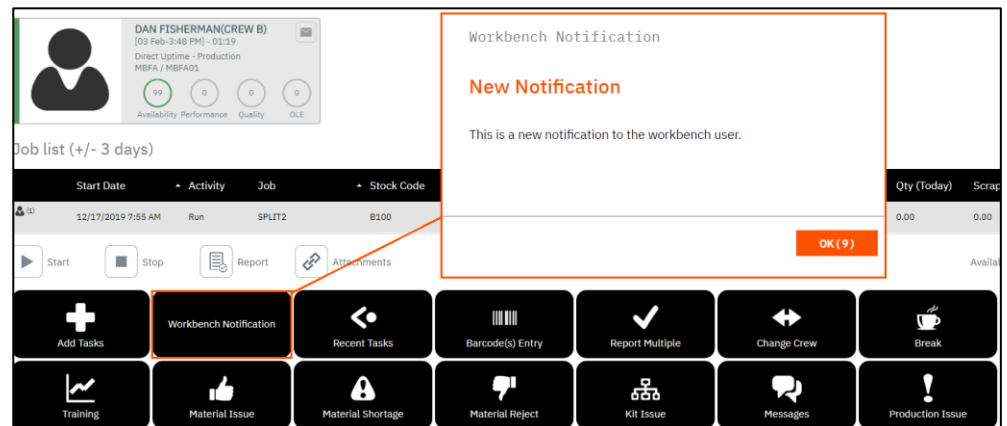 DAN FISHERMAN(CREW B)
[03 Feb-3:48 PM] - 01:19
Direct Uptime - Production
MBFA / MBFA01
99 0 0 0
Availability Performance Quality OLE
Workbench Notification
New Notification
This is a new notification to the workbench user.
OK(9)
Job list (+/- 3 days)
Start Date Activity Job Stock Code Qty (Today) Scrap
(1) 12/17/2019 7:55 AM Run SPLIT2 B100 0.00 0.00
Start Stop Report Attachments Availa
Add Tasks Workbench Notification Recent Tasks Barcode(s) Entry Report Multiple Change Crew Break
Training Material Issue Material Shortage Material Reject Kit Issue Messages Production Issue